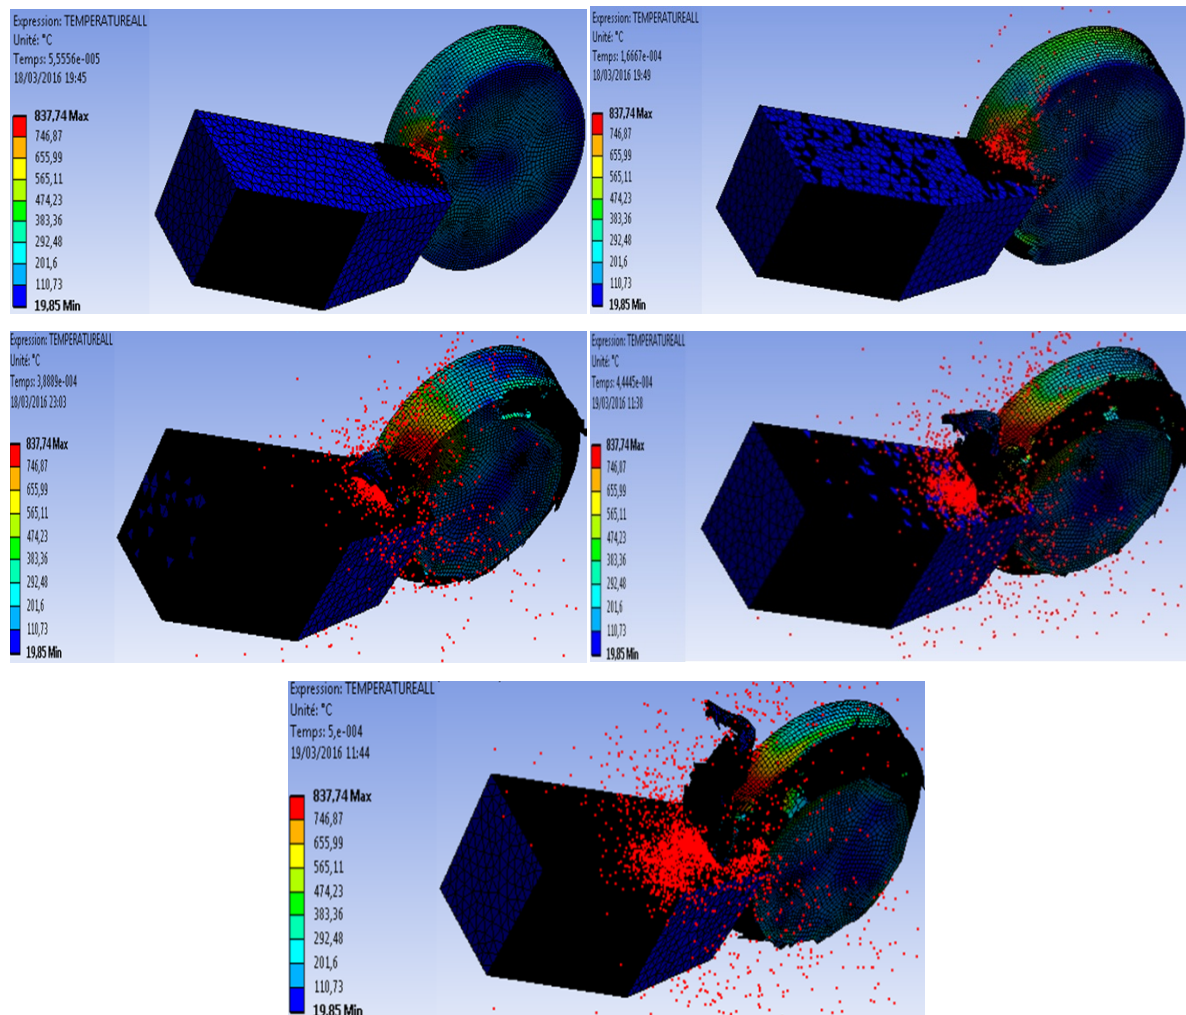 Expression: TEMPERATUREALL
Unité: °C
Temps: 5,5556e-005
18/03/2016 19:45
837,74 Max
746,87
655,99
565,11
474,23
383,36
292,48
201,6
110,73
19,85 Min
Expression: TEMPERATUREALL
Unité: °C
Temps: 1,6667e-004
18/03/2016 19:49
837,74 Max
746,87
655,99
565,11
474,23
383,36
292,48
201,6
110,73
19,85 Min
Expression: TEMPERATUREALL
Unité: °C
Temps: 3,8889e-004
18/03/2016 23:03
837,74 Max
746,87
655,99
565,11
474,23
383,36
292,48
201,6
110,73
19,85 Min
Expression: TEMPERATUREALL
Unité: °C
Temps: 4,4445e-004
19/03/2016 11:38
837,74 Max
746,87
655,99
565,11
474,23
383,36
292,48
201,6
110,73
19,85 Min
Expression: TEMPERATUREALL
Unité: °C
Temps: 5,e-004
19/03/2016 11:44
837,74 Max
746,87
655,99
565,11
474,23
383,36
292,48
201,6
110,73
19,85 Min